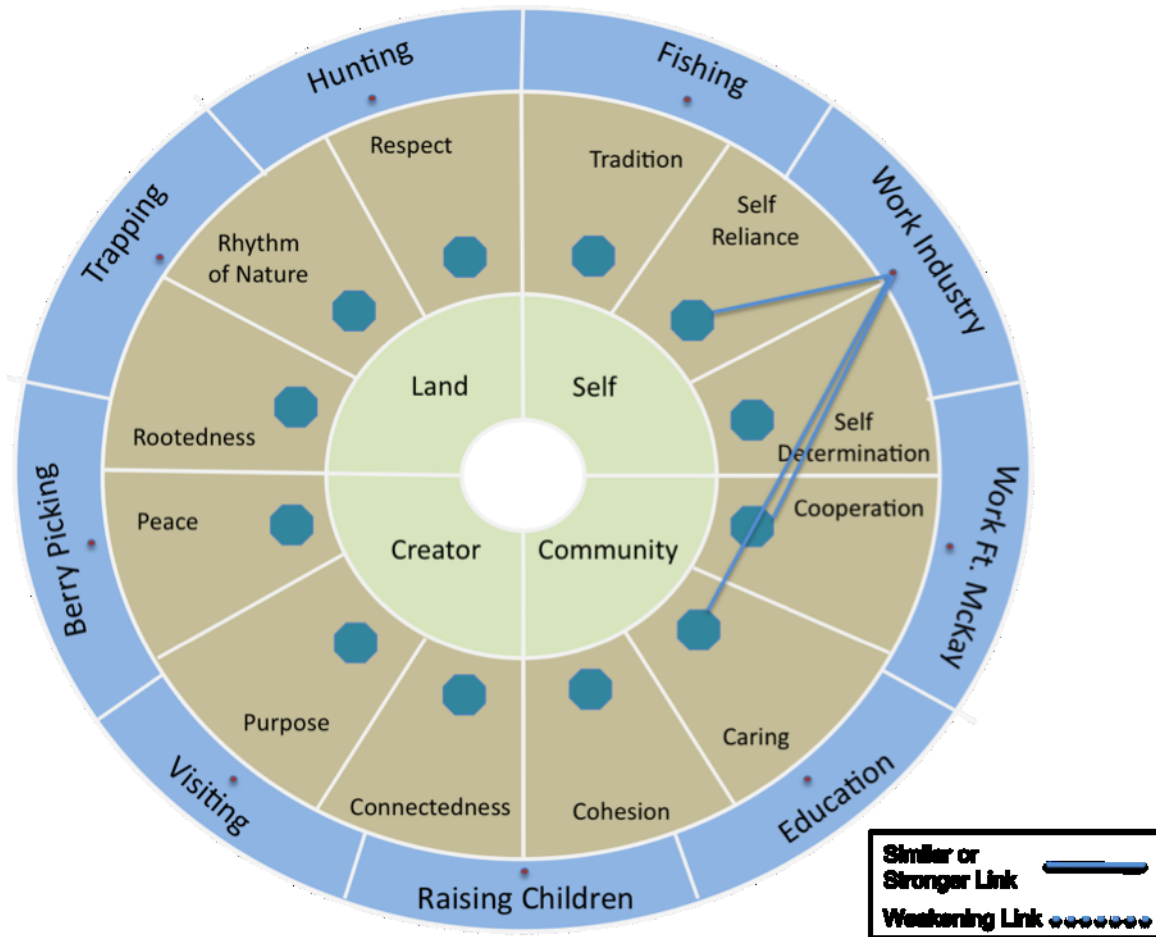 Hunting
Fishing
Work Industry
Work Ft. McKay
Education
Raising Children
Visiting
Berry Picking
Trapping
Respect
Tradition
Self
Reliance
Self
Determination
Cooperation
Caring
Cohesion
Connectedness
Purpose
Peace
Rootedness
Rhythm
of Nature
Land
Self
Creator
Community
Similar or
Stronger Link
Weakening Link